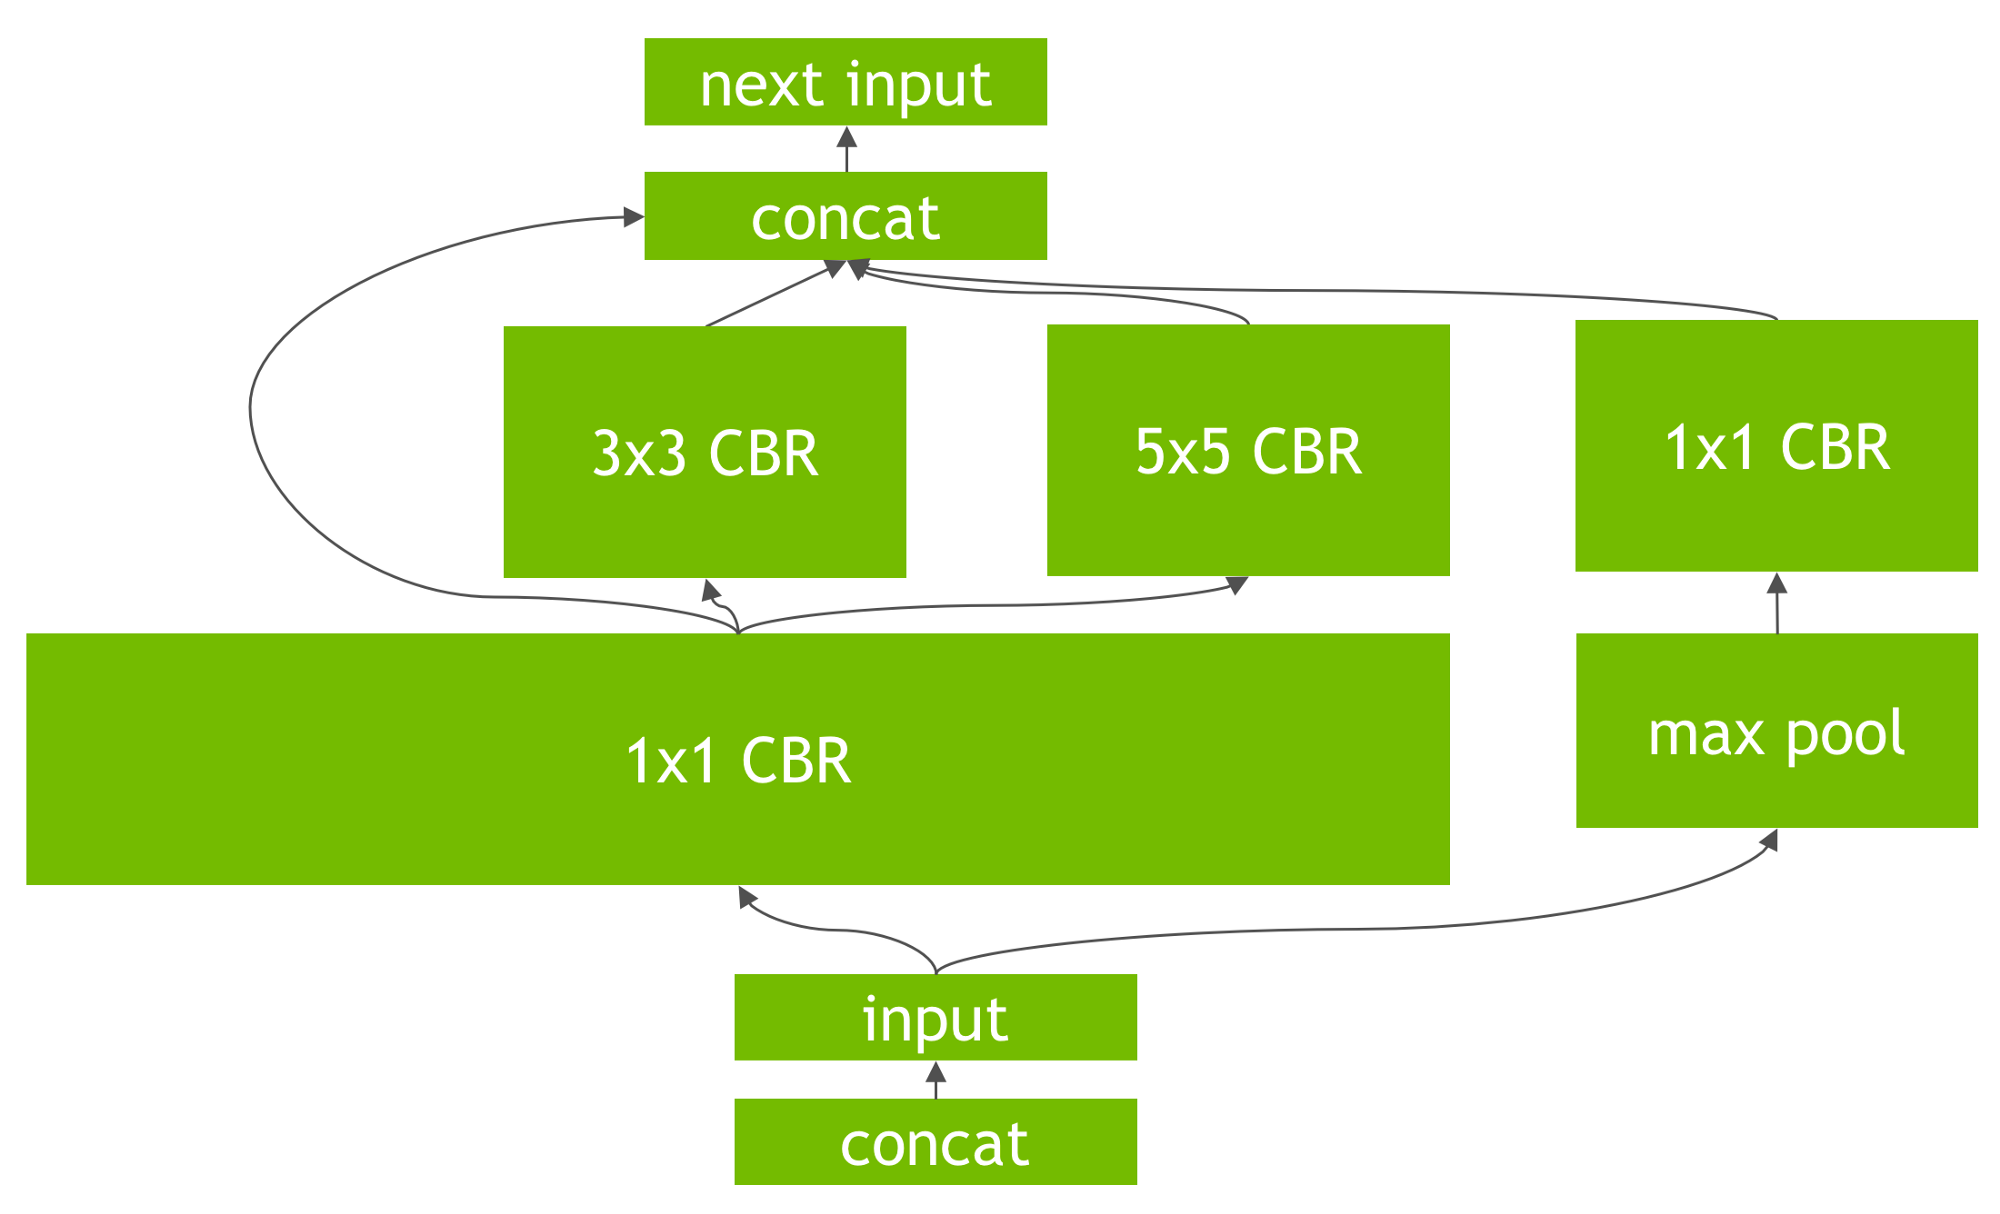 next input
concat
3x3 CBR
5x5 CBR
1x1 CBR
1x1 CBR
max pool
input
concat